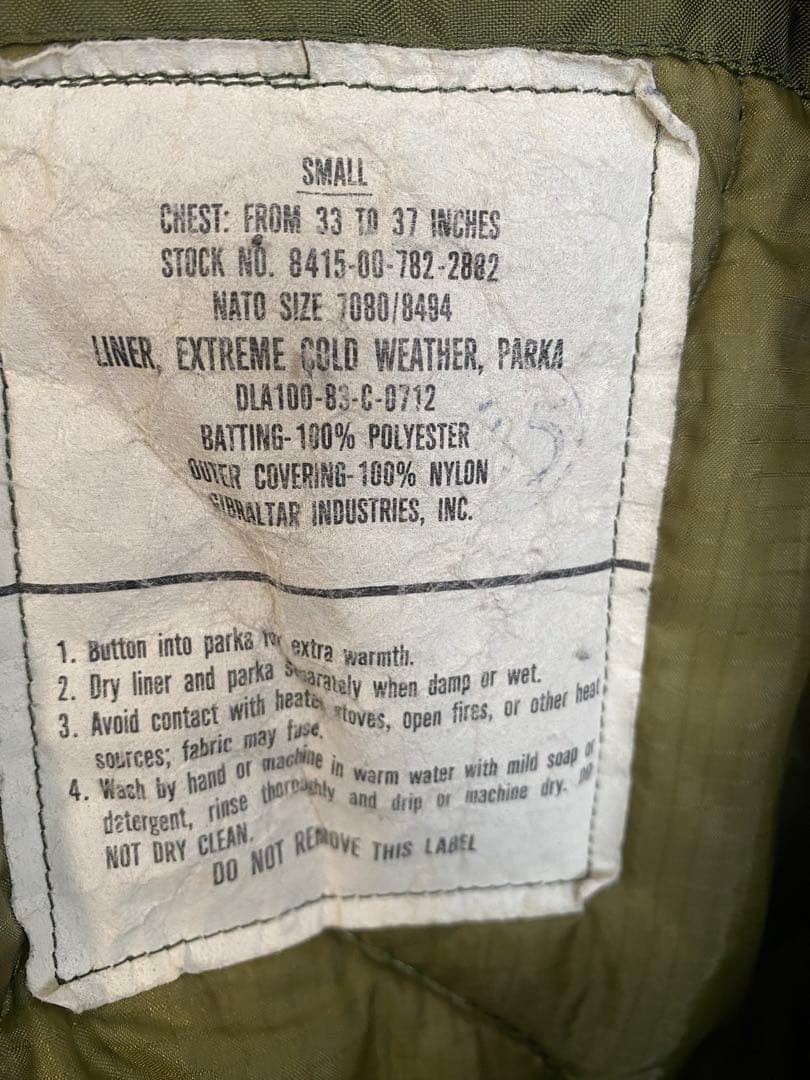 SMALL
CHEST: FROM 33 TO 37 INCHES
STOCK NO. 8415-00-782-2882
NATO SIZE 7080/8494
LINER, EXTREME COLD WEATHER, PARKA
DLA100-83-C-0712
BATTING-100% POLYESTER
OUTER COVERING-100% NYLON
GIBRALTAR INDUSTRIES, INC.
1. Button into parka for extra warmth.
2. Dry liner and parka separately when damp or wet.
3. Avoid contact with heater, stoves, open fires, or other heat
sources; fabric may fuse.
4. Wash by hand or machine in warm water with mild soap or
detergent, rinse thoroughly and drip or machine dry. DO
NOT DRY CLEAN.
DO NOT REMOVE THIS LABEL